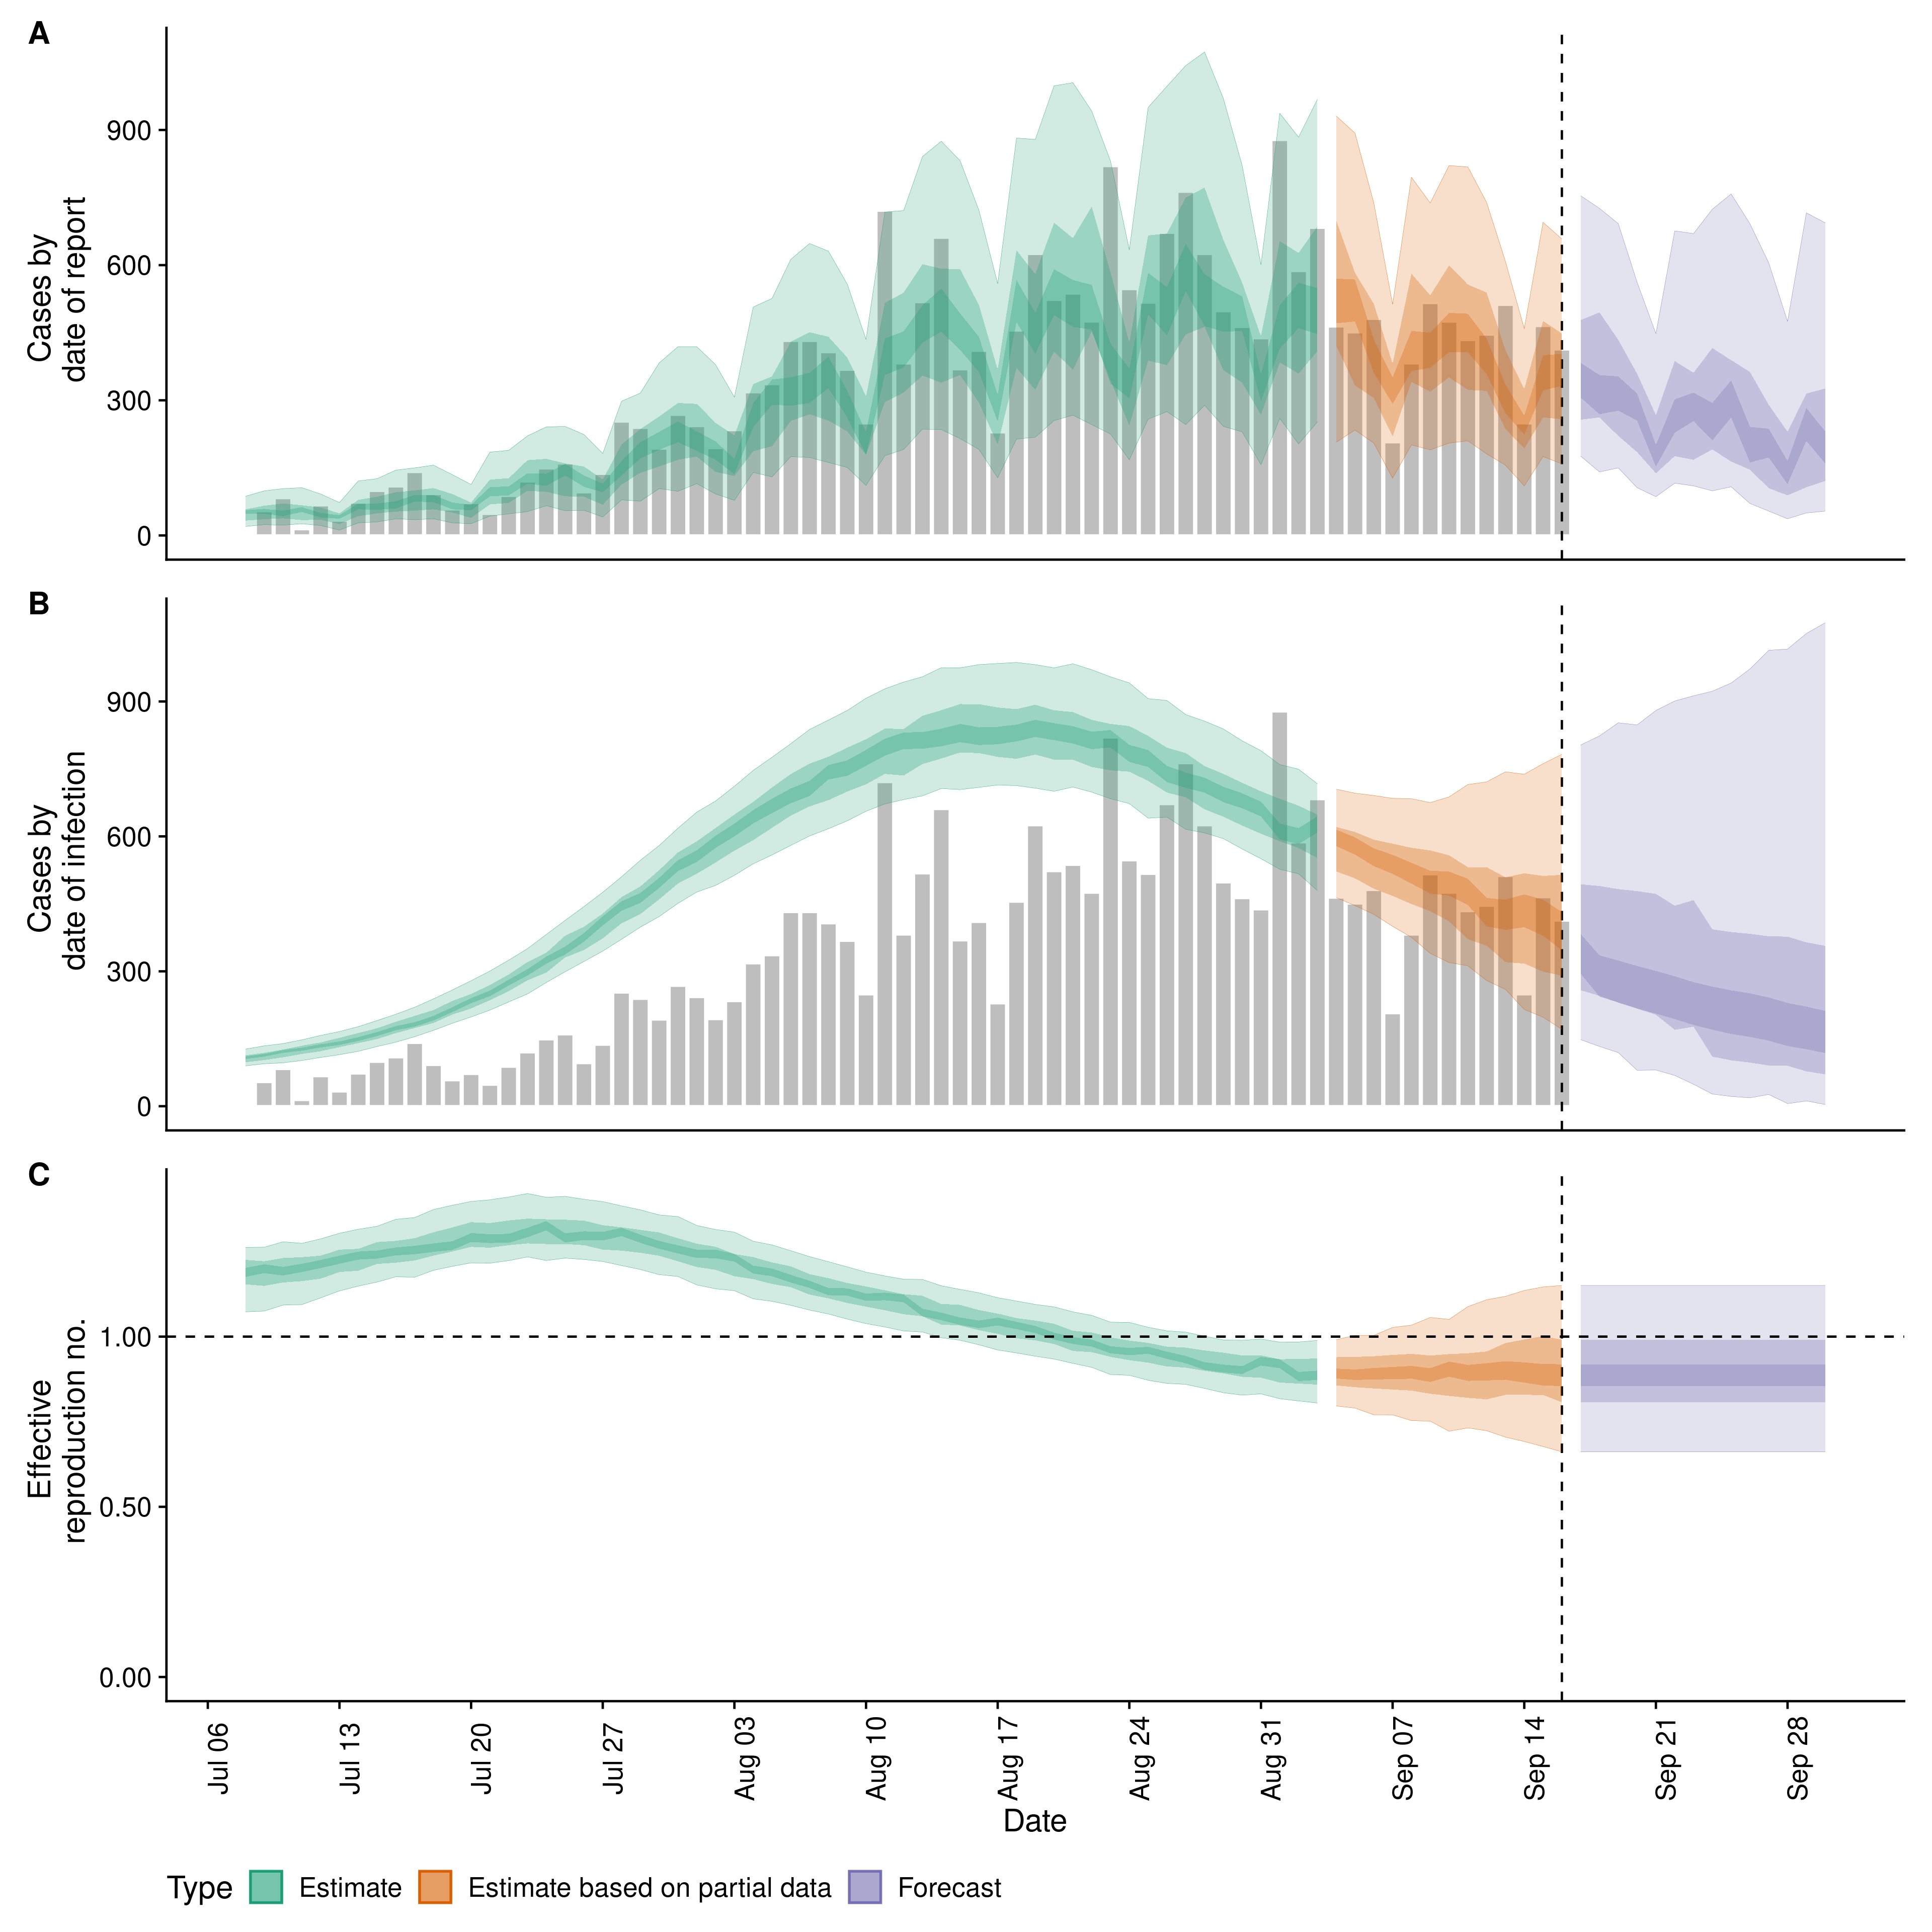 A
Cases by
date of report
900
600
300
0
B
Cases by
date of infection
900
600
300
0
C
Effective
reproduction no.
1.00
0.50
0.00
Jul 06
Jul 13
Jul 20
Jul 27
Aug 03
Aug 10
Aug 17
Aug 24
Aug 31
Sep 07
Sep 14
Sep 21
Sep 28
Date
Type Estimate Estimate based on partial data Forecast